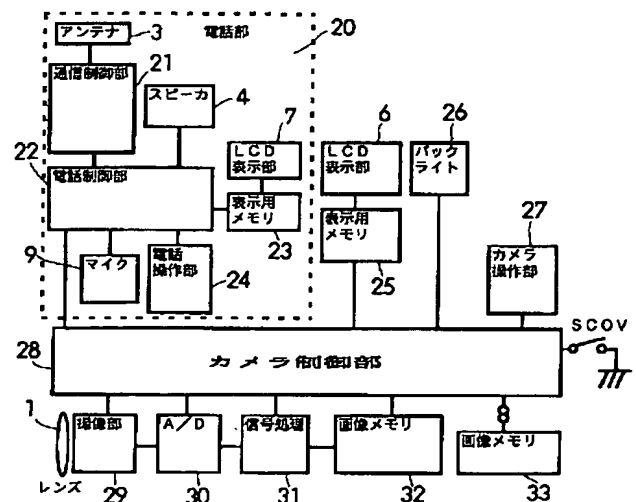 アンテナ
3
電話部
20
通信制御部
21
スピーカ
4
7
6
26
22
電話制御部
LCD
表示部
LCD
表示部
バック
ライト
表示用
メモリ
23
表示用
メモリ
25
27
9
マイク
電話
操作部
24
カメラ
操作部
SCOV
28
カメラ制御部
1
レンズ
撮像部
29
A/D
30
信号処理
31
画像メモリ
32
画像メモリ
33